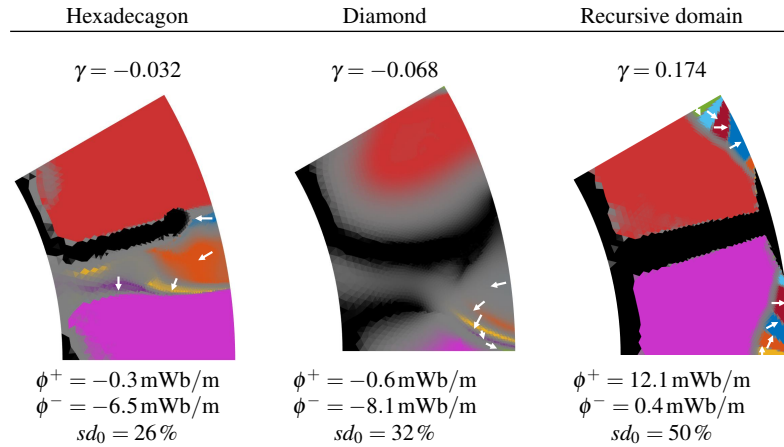 Hexadecagon Diamond Recursive domain
γ = −0.032 γ = −0.068 γ = 0.174
ϕ⁺ = −0.3 mWb/m ϕ⁺ = −0.6 mWb/m ϕ⁺ = 12.1 mWb/m
ϕ⁻ = −6.5 mWb/m ϕ⁻ = −8.1 mWb/m ϕ⁻ = 0.4 mWb/m
sd₀ = 26 % sd₀ = 32 % sd₀ = 50 %